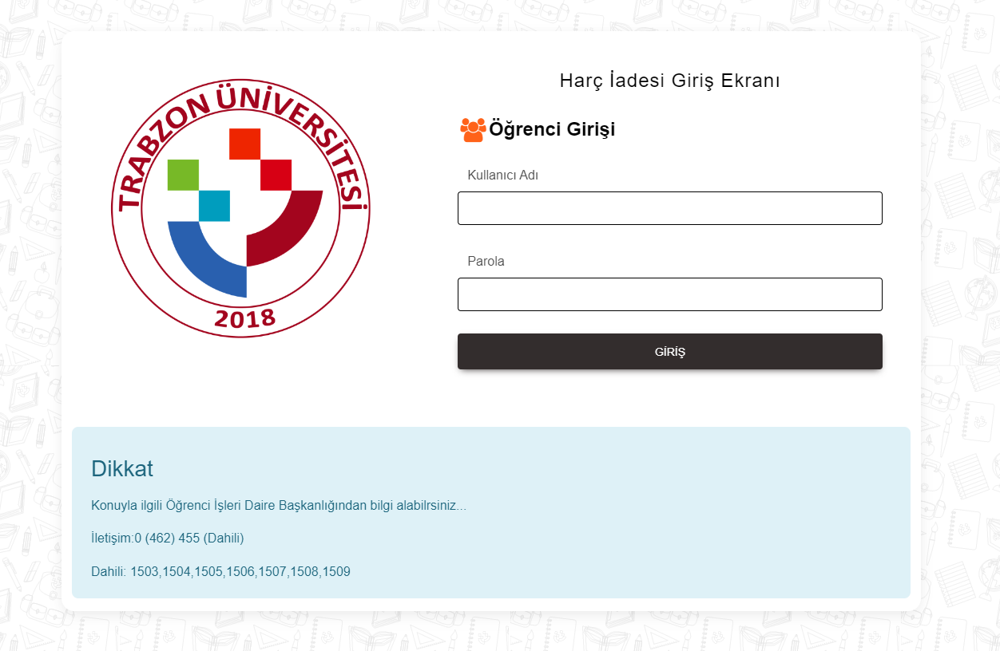 TRABZON ÜNİVERSİTESİ
2018
Harç İadesi Giriş Ekranı
Öğrenci Girişi
Kullanıcı Adı
Parola
GİRİŞ
Dikkat
Konuyla ilgili Öğrenci İşleri Daire Başkanlığından bilgi alabilrsiniz...
İletişim:0 (462) 455 (Dahili)
Dahili: 1503,1504,1505,1506,1507,1508,1509